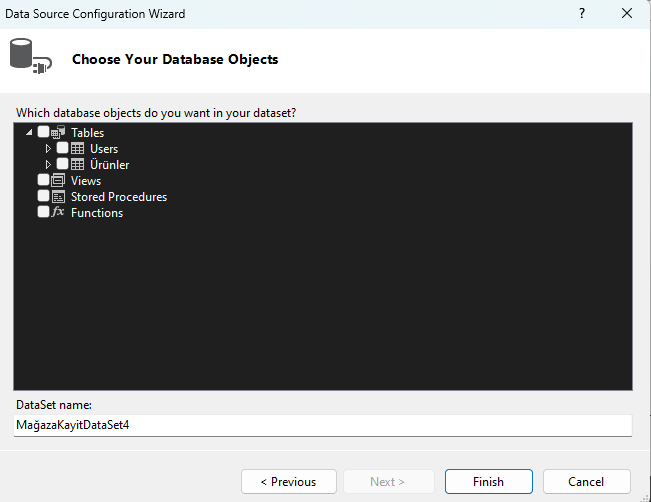 Data Source Configuration Wizard
?
Choose Your Database Objects
Which database objects do you want in your dataset?
Tables
Users
Ürünler
Views
Stored Procedures
fx Functions
DataSet name:
MağazaKayitDataSet4
< Previous
Next >
Finish
Cancel